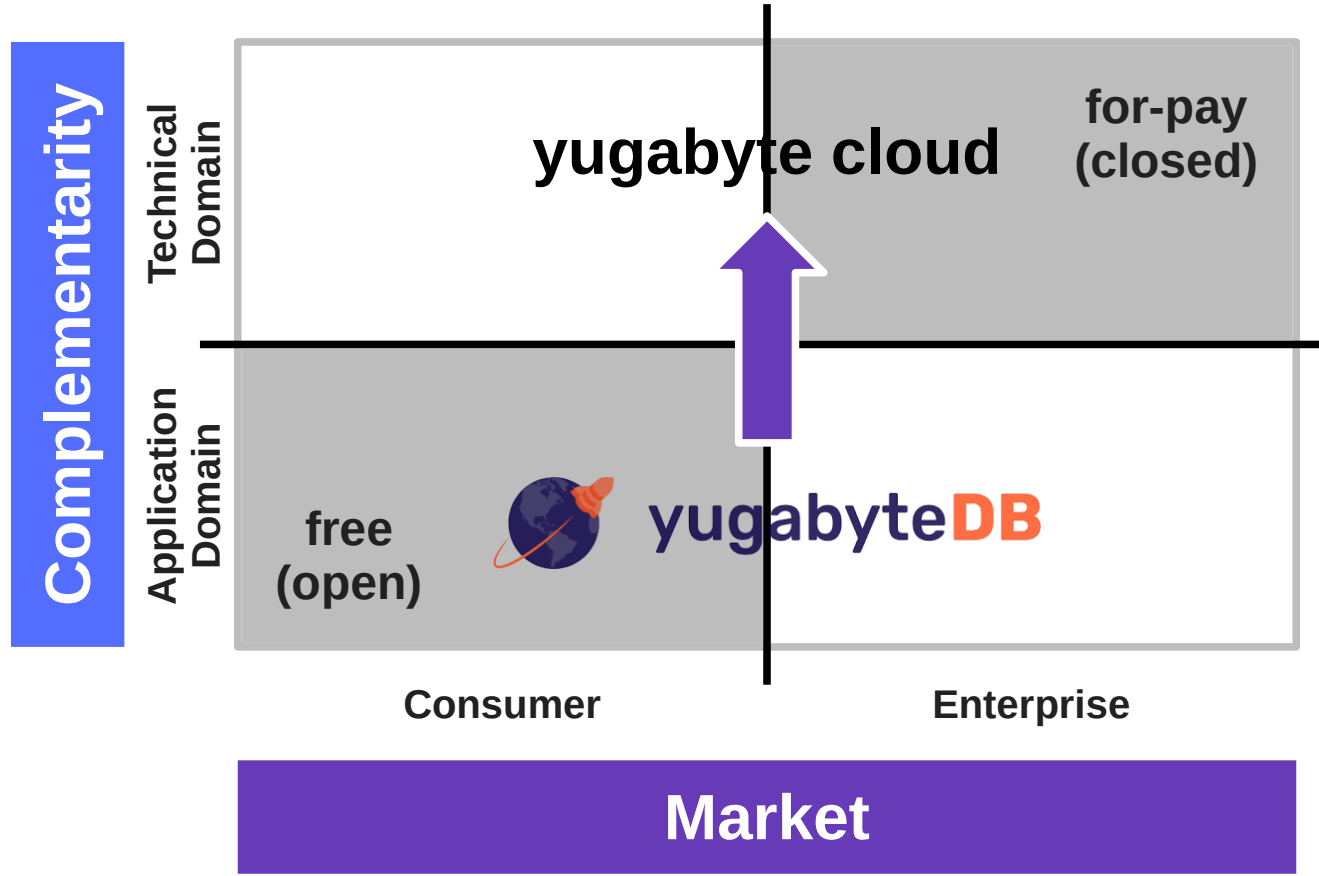 Complementarity
Technical
Domain
Application
Domain
yugabyte cloud
for-pay
(closed)
free
(open)
yugabyteDB
Consumer
Enterprise
Market